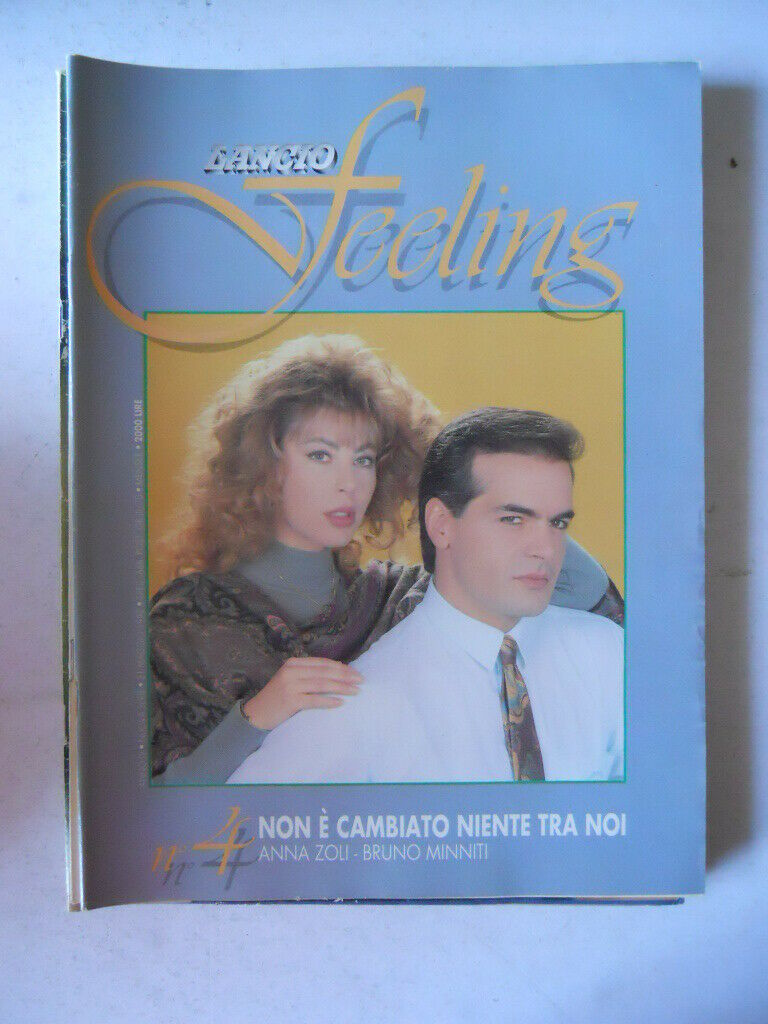 LANCIO
feeling
• 2000 LIRE
N° 4
NON È CAMBIATO NIENTE TRA NOI
ANNA ZOLI - BRUNO MINNITI